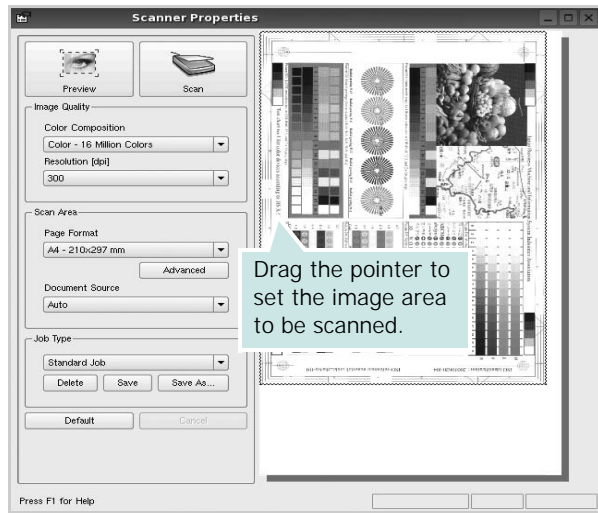 Scanner Properties
Preview
Scan
Image Quality
Color Composition
Color - 16 Million Colors
Resolution [dpi]
300
Scan Area
Page Format
A4 - 210x297 mm
Advanced
Document Source
Auto
Job Type
Standard Job
Delete
Save
Save As...
Default
Cancel
Drag the pointer to
set the image area
to be scanned.
Press F1 for Help